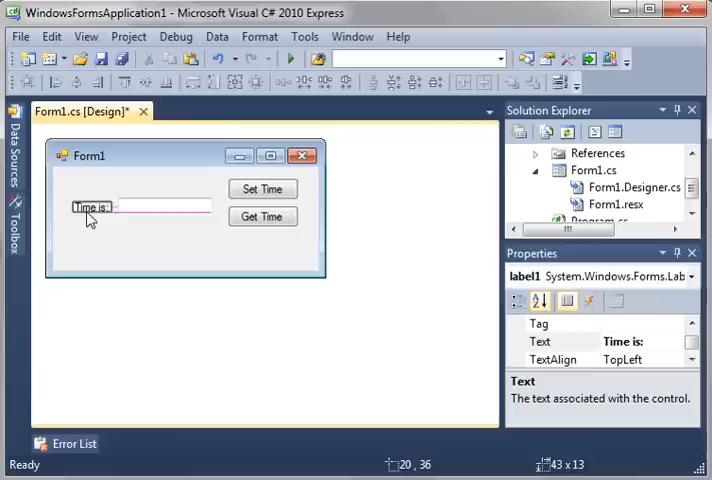 WindowsFormsApplication1 - Microsoft Visual C# 2010 Express
File Edit View Project Debug Data Format Tools Window Help
Form1.cs [Design]*
Data Sources
Toolbox
Form1
Time is:
Set Time
Get Time
Solution Explorer
References
Form1.cs
Form1.Designer.cs
Form1.resx
Program.cs
Properties
label1 System.Windows.Forms.Lab
Tag
Text Time is:
TextAlign TopLeft
Text
The text associated with the control.
Error List
Ready 20 , 36 43 x 13